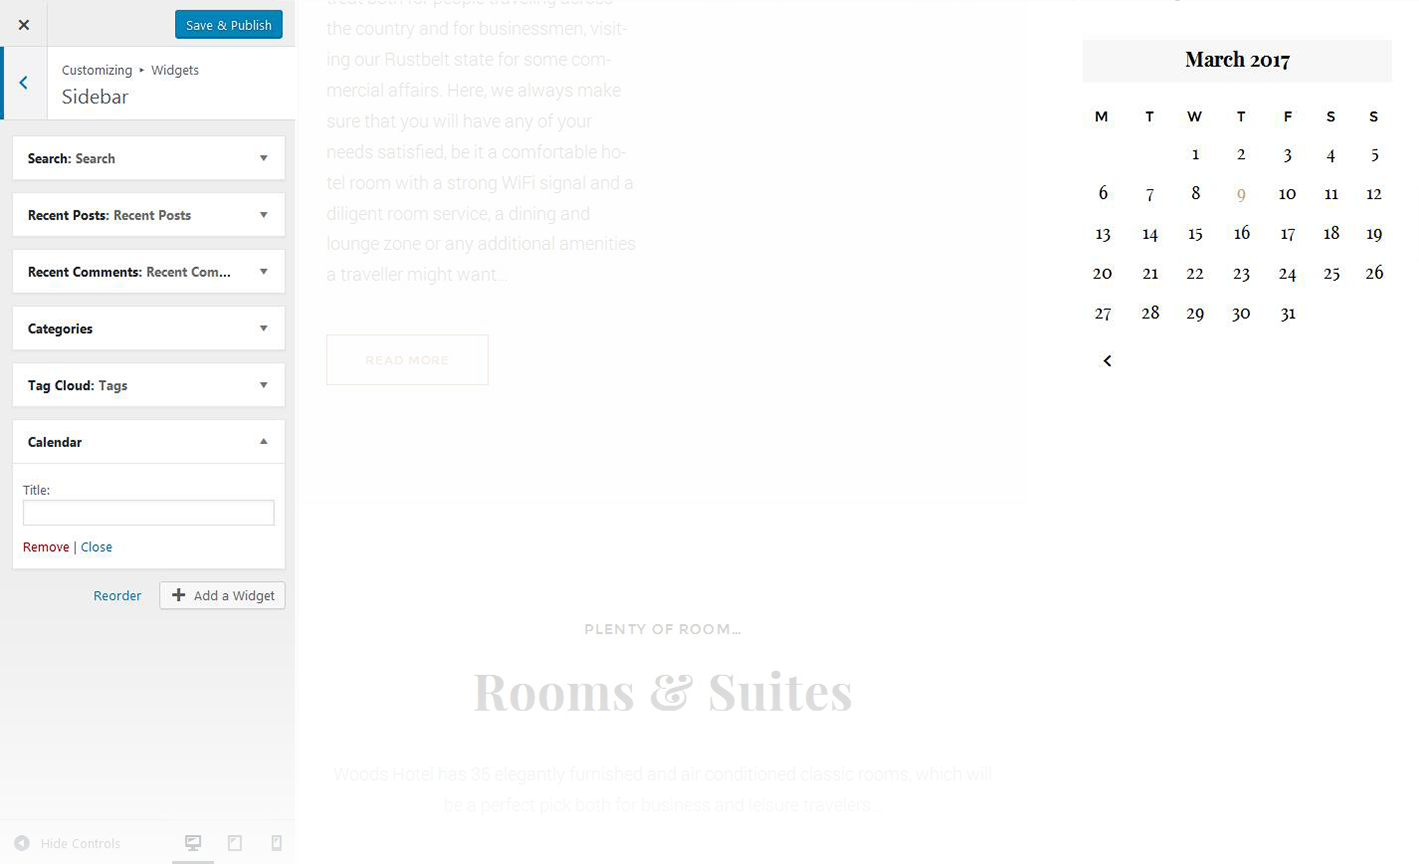 Save & Publish
Customizing ▸ Widgets
Sidebar
Search: Search
Recent Posts: Recent Posts
Recent Comments: Recent Com...
Categories
Tag Cloud: Tags
Calendar
Title:
Remove | Close
Reorder
Add a Widget
Hide Controls
the country and for businessmen, visit-
ing our Rustbelt state for some com-
mercial affairs. Here, we always make
sure that you will have any of your
needs satisfied, be it a comfortable ho-
tel room with a strong WiFi signal and a
diligent room service, a dining and
lounge zone or any additional amenities
a traveller might want...
READ MORE
PLENTY OF ROOM...
Rooms & Suites
Woods Hotel has 35 elegantly furnished and air conditioned classic rooms, which will
be a perfect pick both for business and leisure travelers...
March 2017
M T W T F S S
1 2 3 4 5
6 7 8 9 10 11 12
13 14 15 16 17 18 19
20 21 22 23 24 25 26
27 28 29 30 31